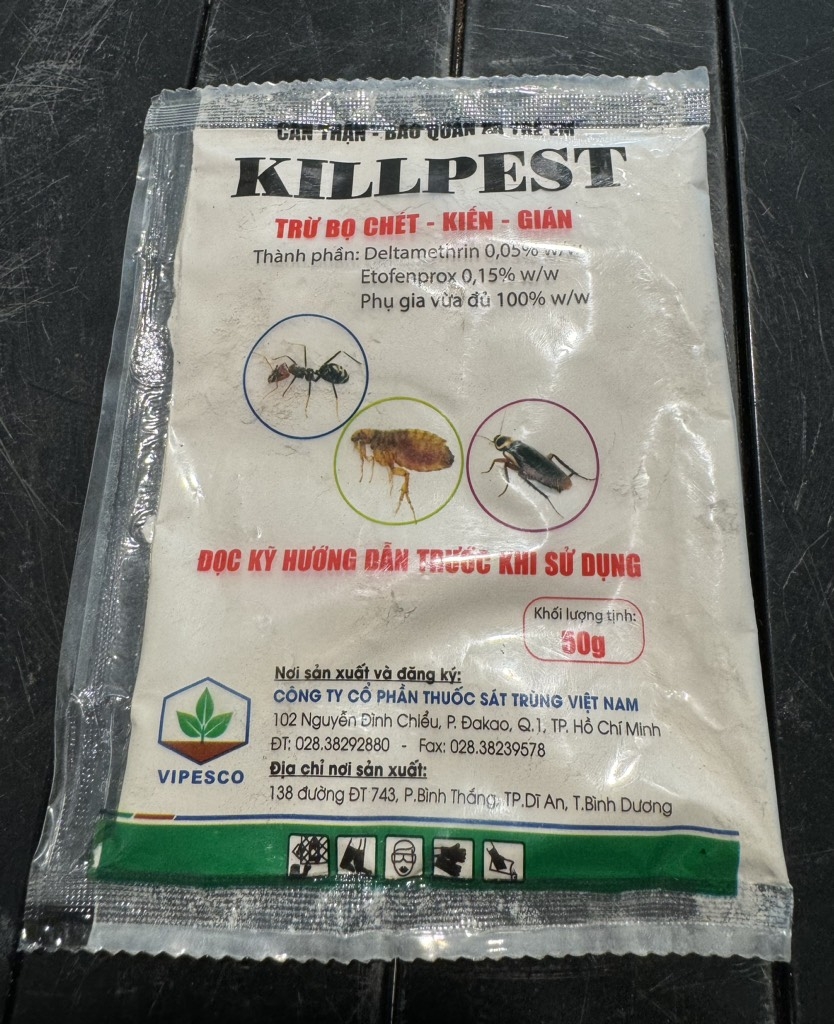 "CẨN THẬN - BẢO QUẢN XA TRẺ EM"
KILLPEST
TRỪ BỌ CHÉT - KIẾN - GIÁN
Thành phần: Deltamethrin 0,05% w/w
Etofenprox 0,15% w/w
Phụ gia vừa đủ 100% w/w
ĐỌC KỸ HƯỚNG DẪN TRƯỚC KHI SỬ DỤNG
Khối lượng tịnh:
50g
Nơi sản xuất và đăng ký:
CÔNG TY CỔ PHẦN THUỐC SÁT TRÙNG VIỆT NAM
102 Nguyễn Đình Chiểu, P. Đakao, Q.1, TP. Hồ Chí Minh
ĐT: 028.38292880 - Fax: 028.38239578
Địa chỉ nơi sản xuất:
138 đường ĐT 743, P.Bình Thắng, TP.Dĩ An, T.Bình Dương
VIPESCO